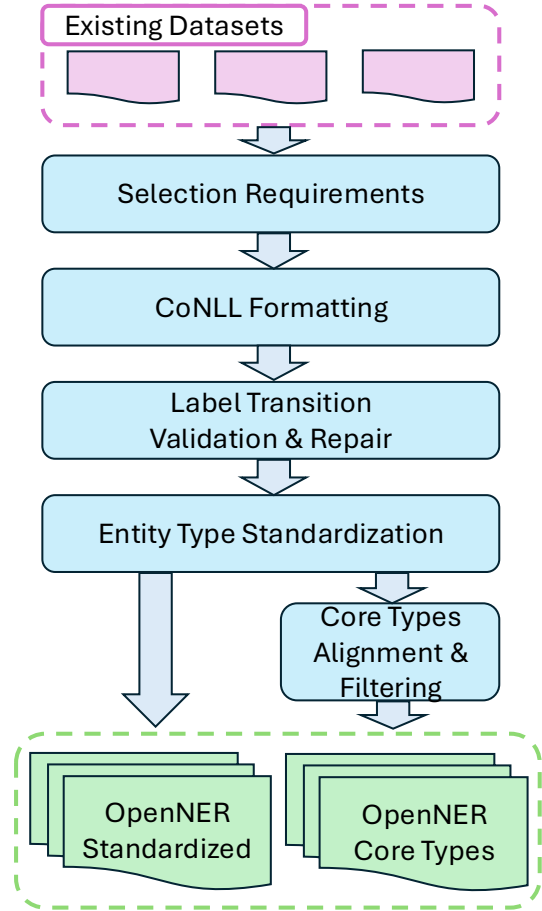 Existing Datasets
Selection Requirements
CoNLL Formatting
Label Transition
Validation & Repair
Entity Type Standardization
Core Types
Alignment &
Filtering
OpenNER
Standardized
OpenNER
Core Types